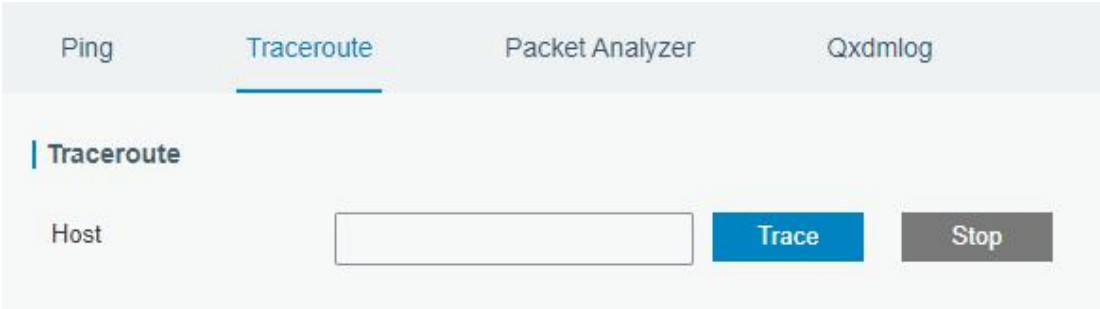 Ping Traceroute Packet Analyzer Qxdmlog
Traceroute
Host Trace Stop